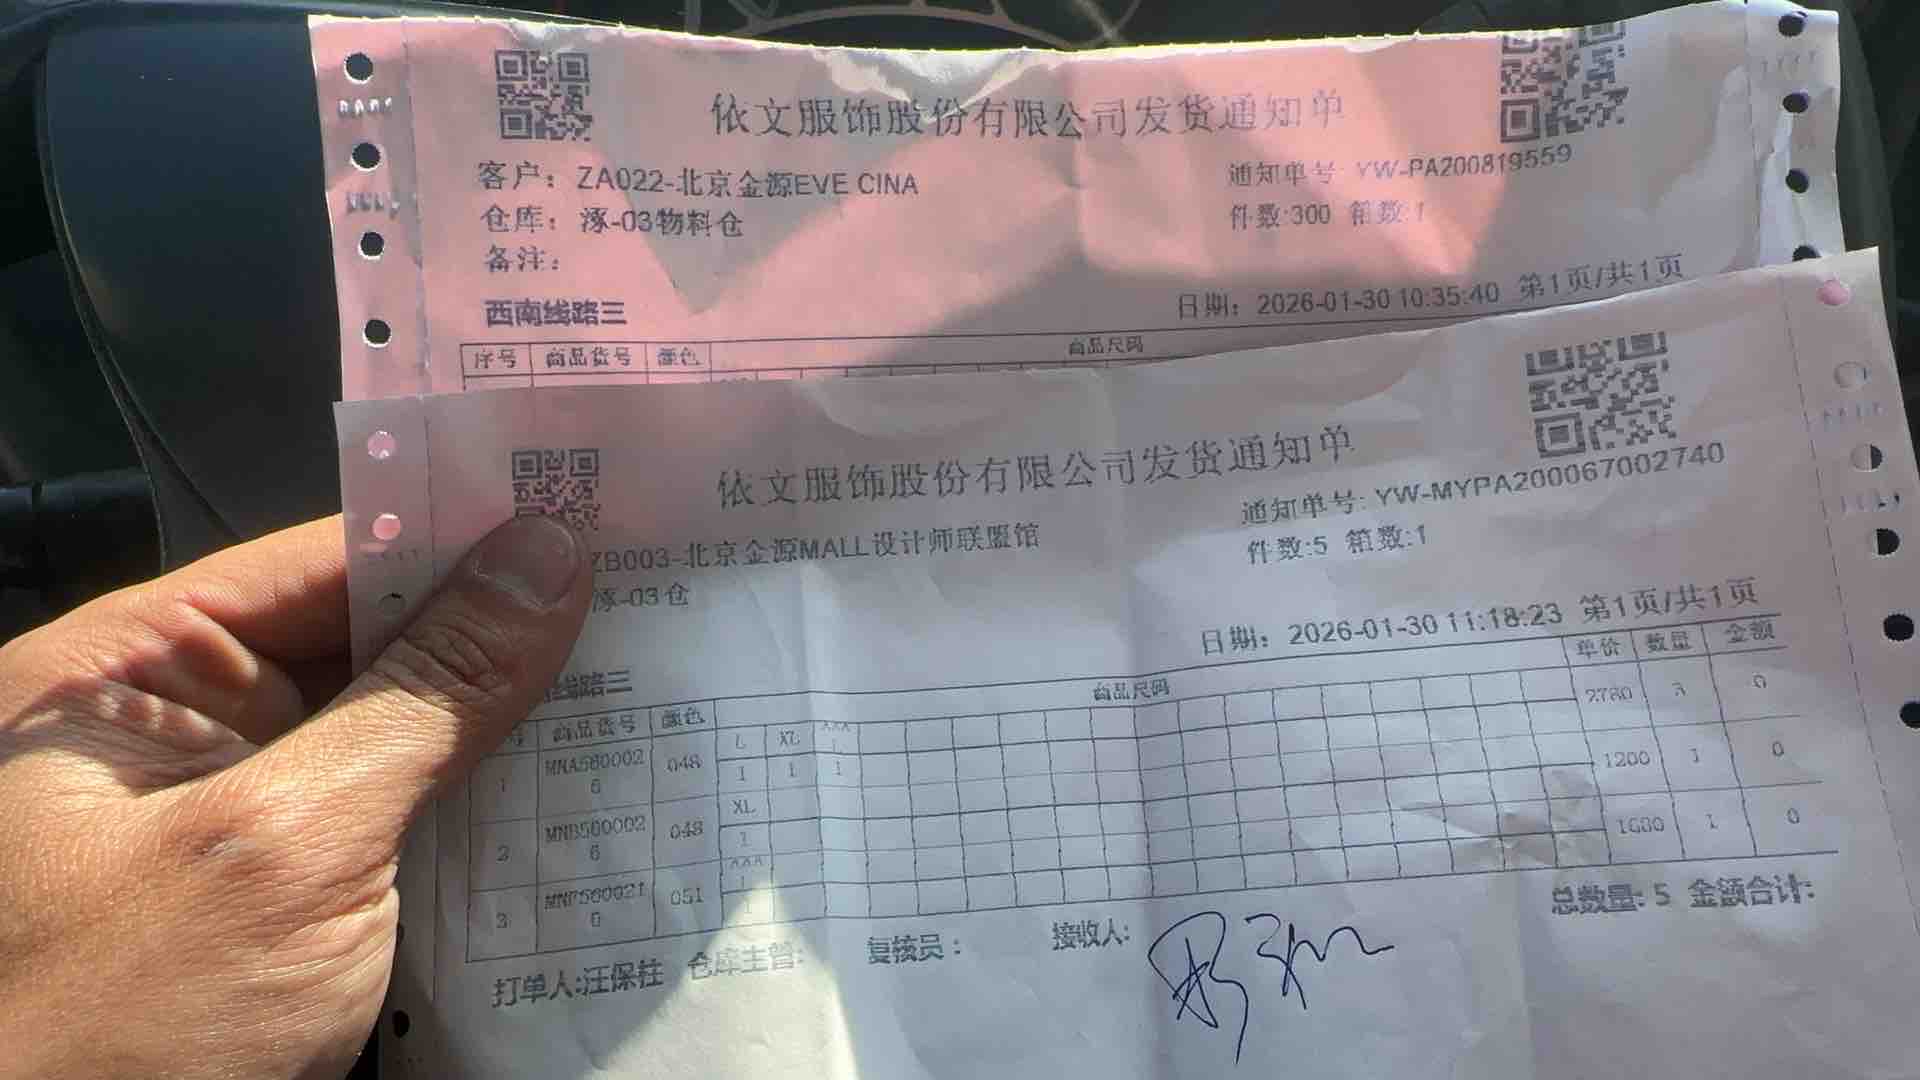 依文服饰股份有限公司发货通知单
客户：ZA022-北京金源EVE CINA
通知单号：YW-PA200819559
仓库：涿-03物料仓
件数:300 箱数:1
备注：
西南线路三
日期：2026-01-30 10:35:40 第1页/共1页
序号 商品货号 颜色 商品尺码
依文服饰股份有限公司发货通知单
ZB003-北京金源MALL设计师联盟馆
通知单号：YW-MYPA200067002740
涿-03仓
件数:5 箱数:1
线路三
日期：2026-01-30 11:18:23 第1页/共1页
号 商品货号 颜色 商品尺码 单价 数量 金额
L XL XXX
1 MNA5600026 048 1 1 1 2780 3 0
XL
2 MNB5600026 048 1 1200 1 0
XXX
3 051 1 1680 1 0
总数量: 5 金额合计:
打单人:汪保柱 仓库主管: 复核员： 接收人: